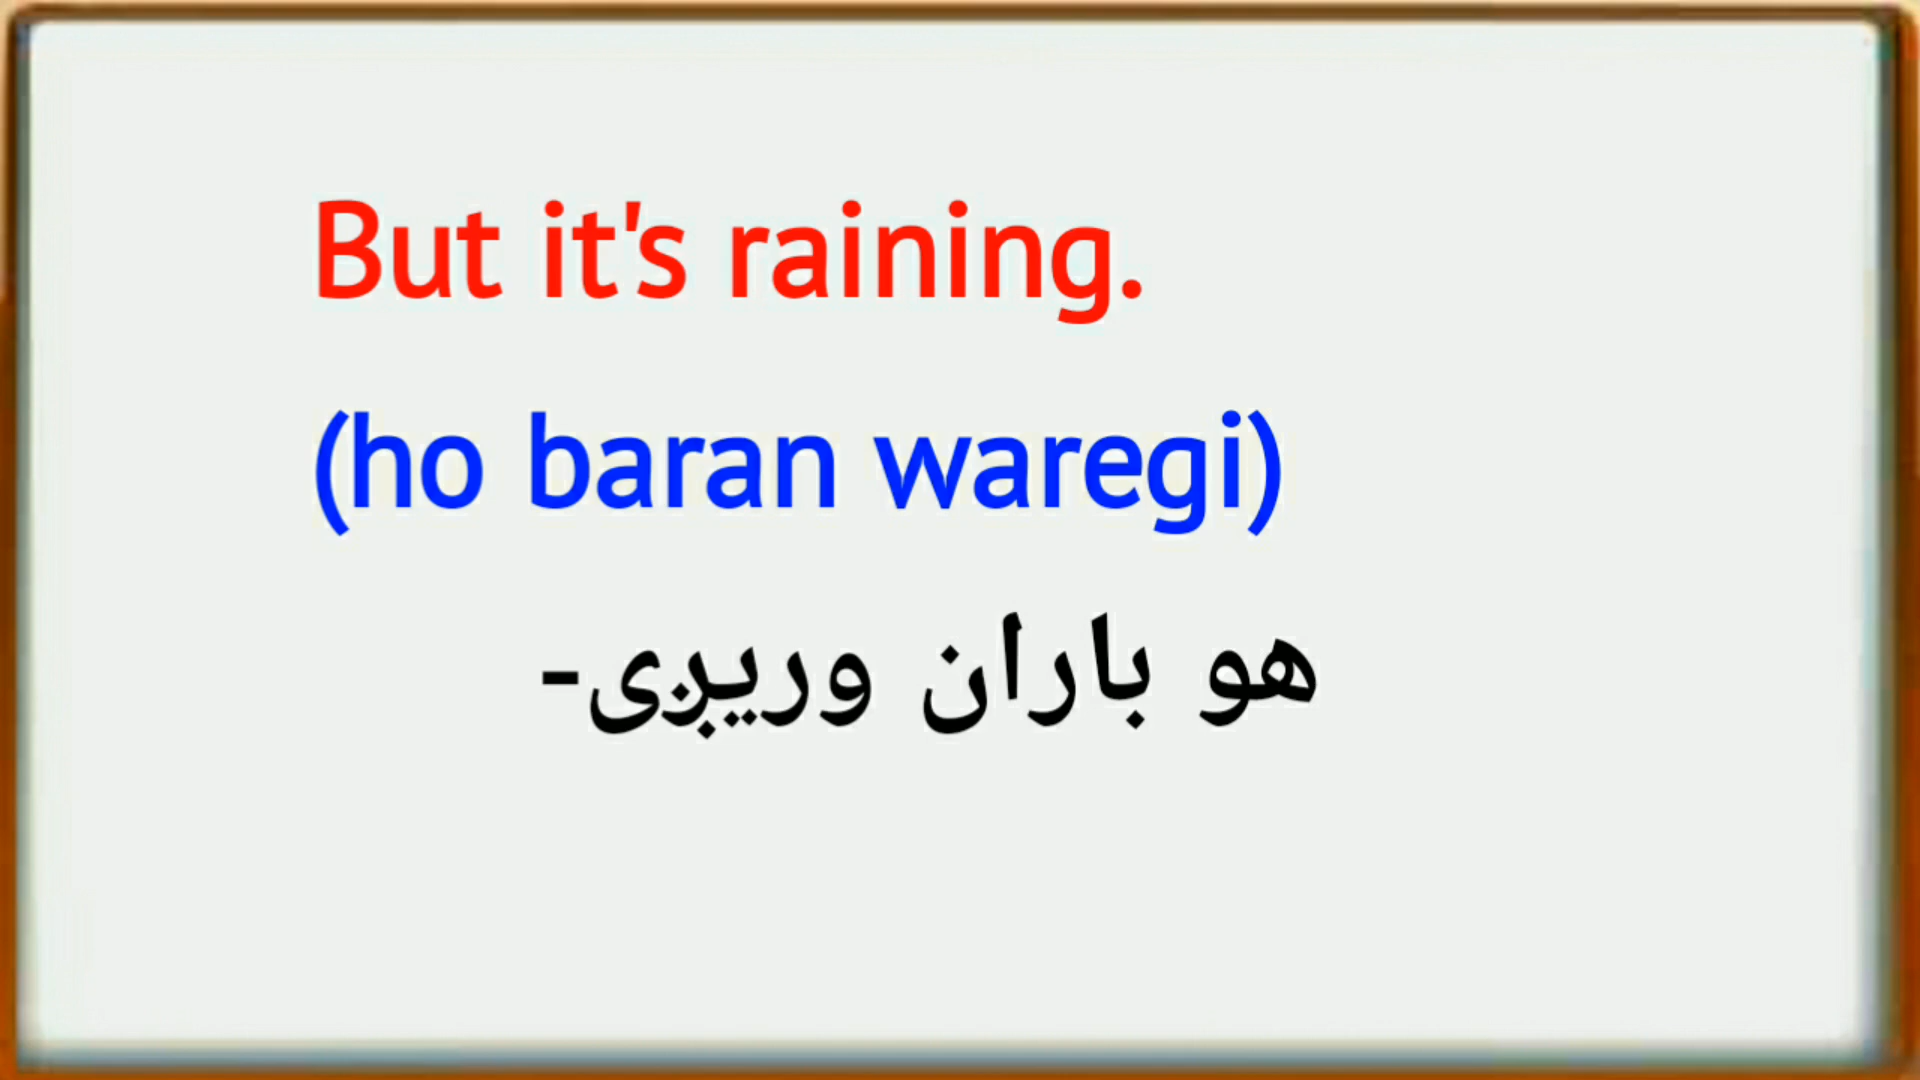 But it's raining.
(ho baran waregi)
هو باران وریږی-